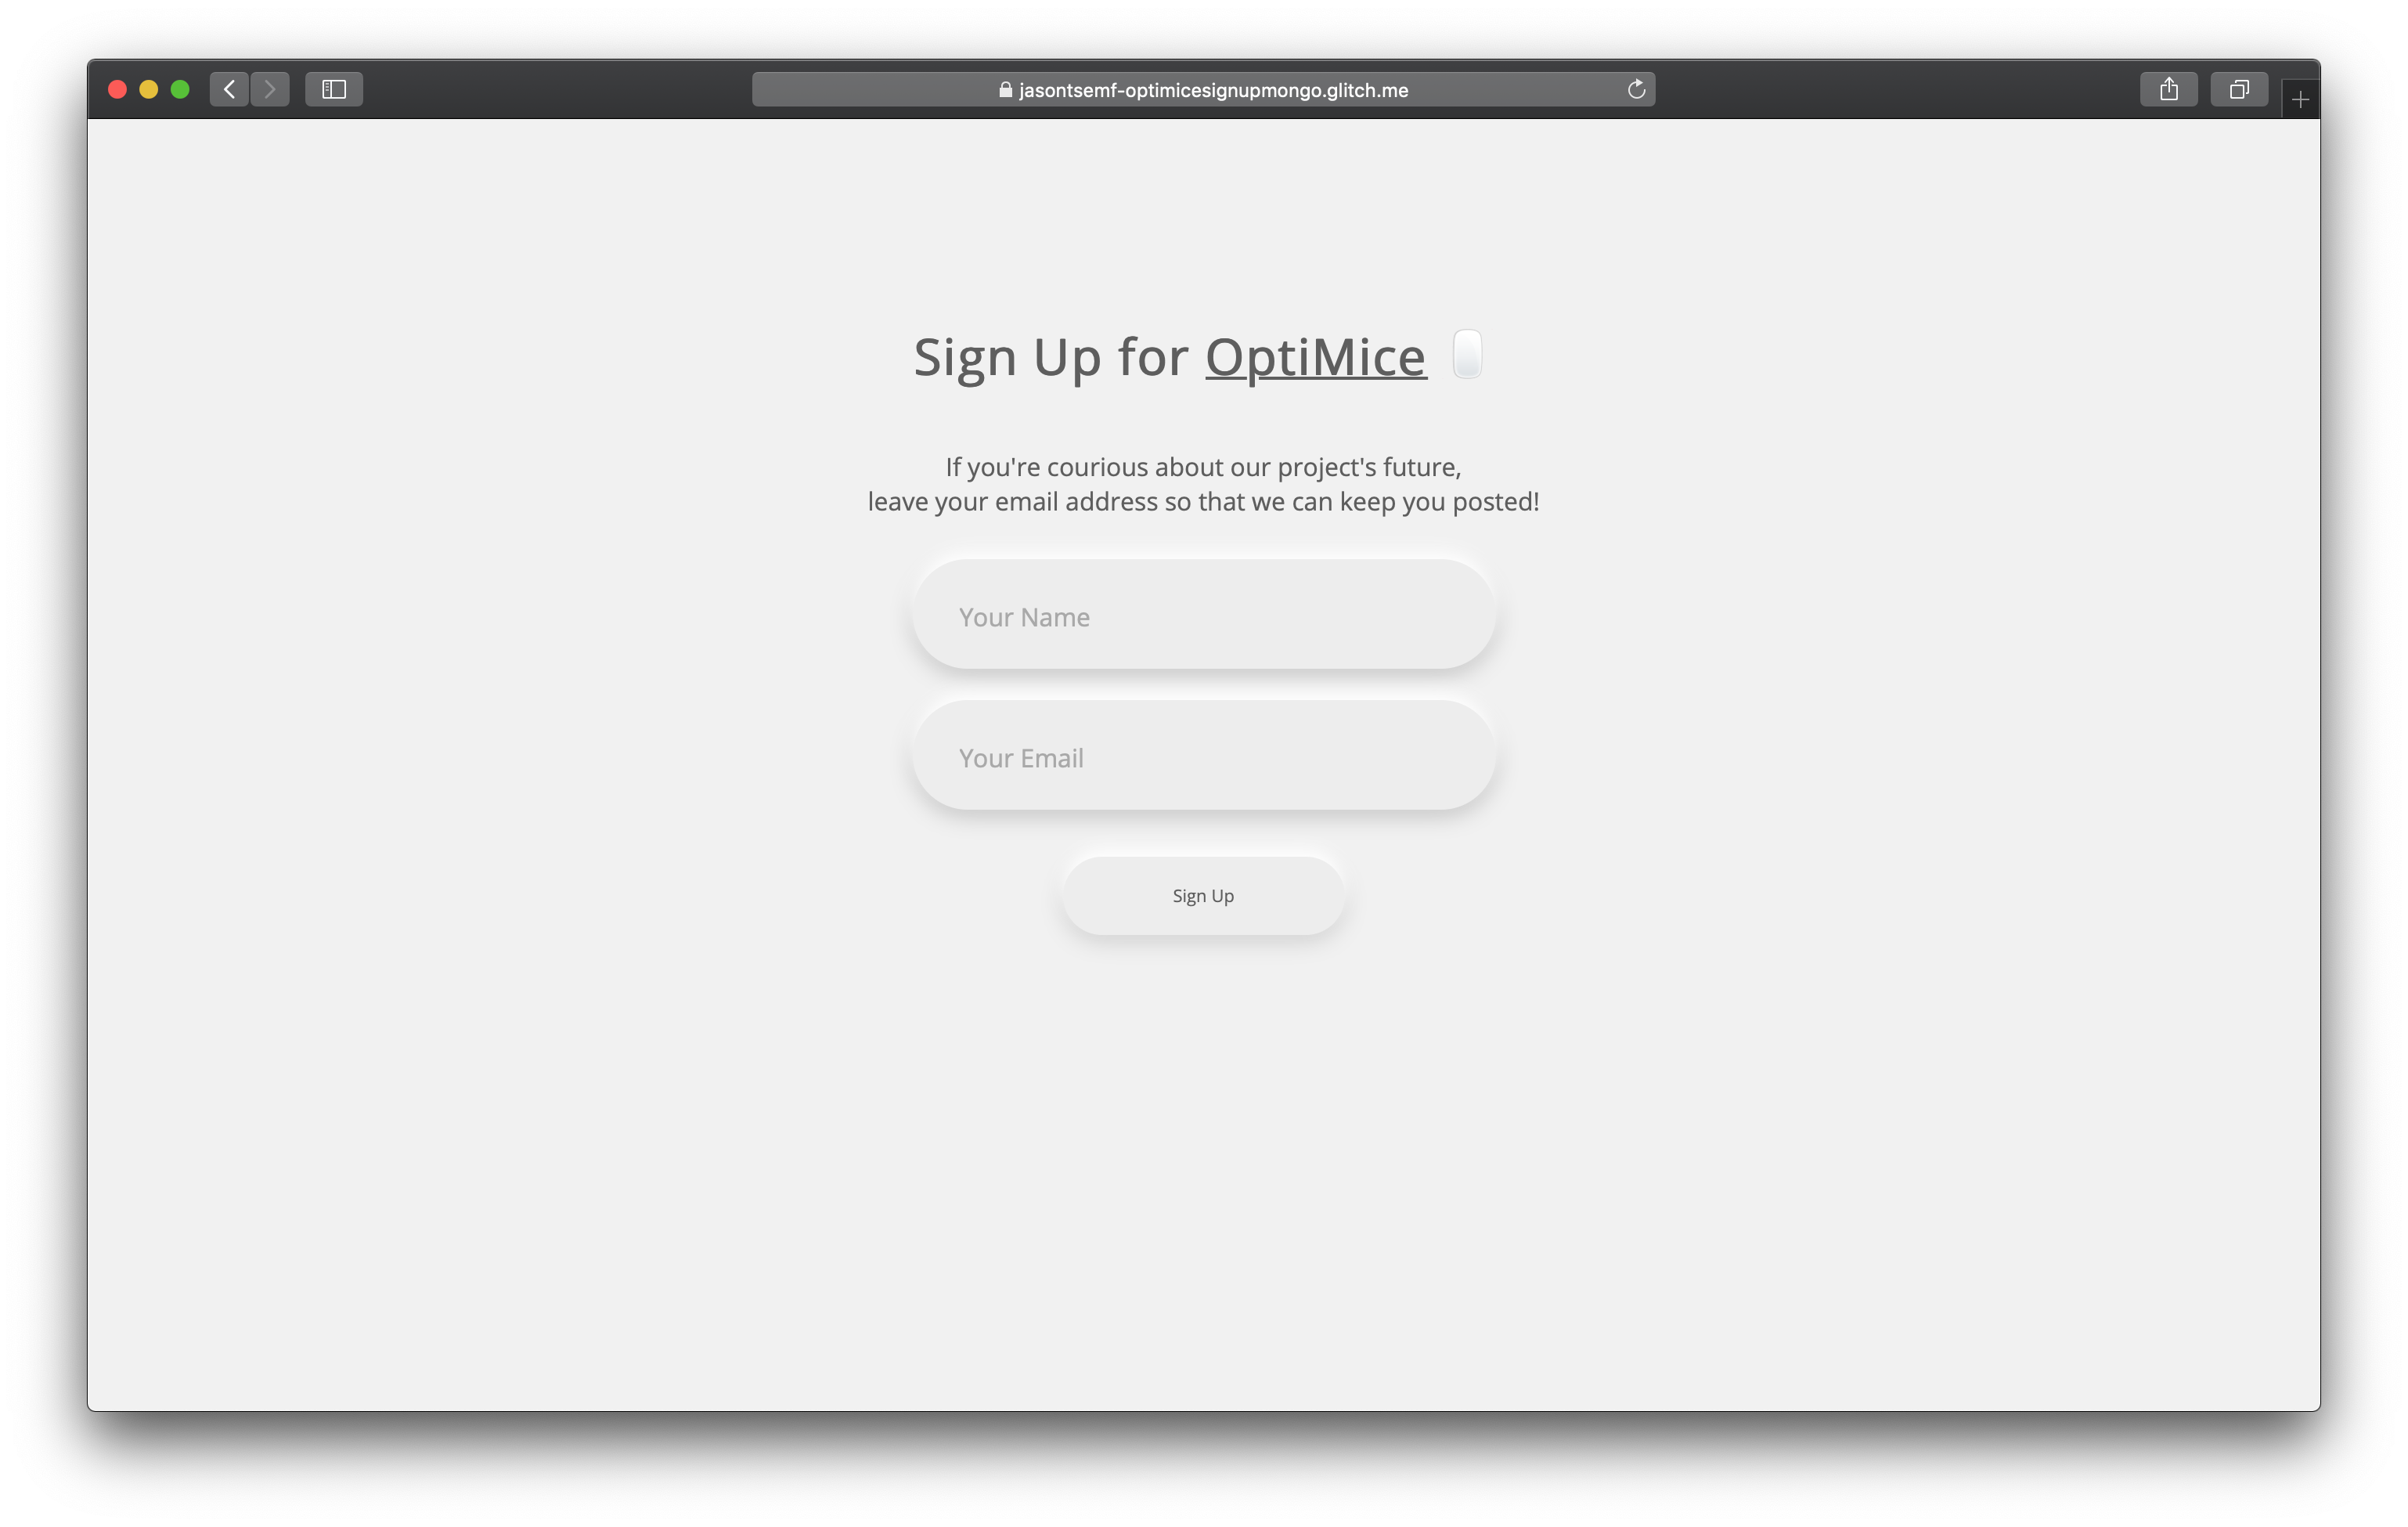 jasontsemf-optimicesignupmongo.glitch.me
Sign Up for OptiMice
If you're courious about our project's future,
leave your email address so that we can keep you posted!
Your Name
Your Email
Sign Up